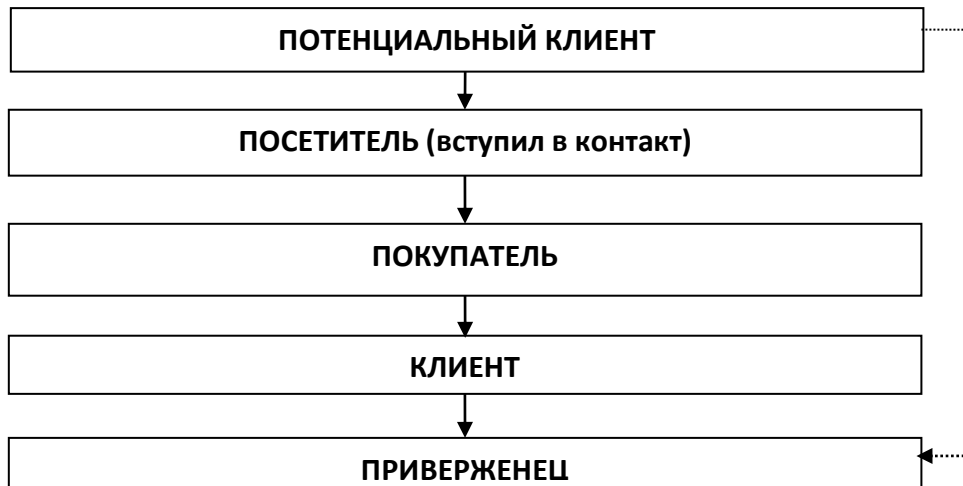 ПОТЕНЦИАЛЬНЫЙ КЛИЕНТ
ПОСЕТИТЕЛЬ (вступил в контакт)
ПОКУПАТЕЛЬ
КЛИЕНТ
ПРИВЕРЖЕНЕЦ